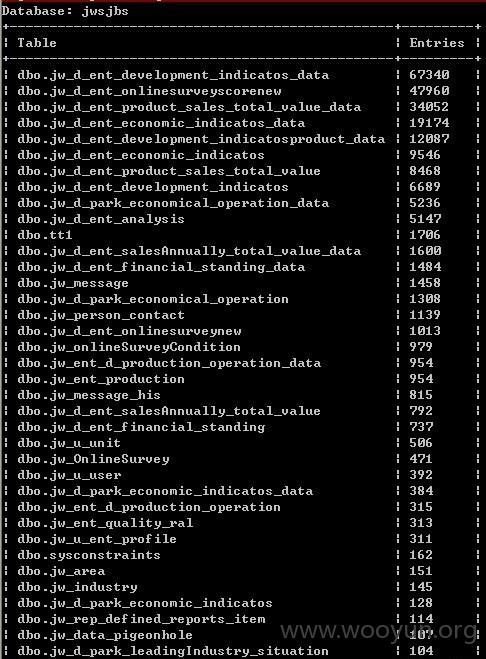 Database: jwsjbs
Table | Entries
dbo.jw_d_ent_development_indicatos_data | 67340
dbo.jw_d_ent_onlinesurveyscorenew | 47960
dbo.jw_d_ent_product_sales_total_value_data | 34052
dbo.jw_d_ent_economic_indicatos_data | 19174
dbo.jw_d_ent_development_indicatosproduct_data | 12087
dbo.jw_d_ent_economic_indicatos | 9546
dbo.jw_d_ent_product_sales_total_value | 8468
dbo.jw_d_ent_development_indicatos | 6689
dbo.jw_d_park_economical_operation_data | 5236
dbo.jw_d_ent_analysis | 5147
dbo.tt1 | 1706
dbo.jw_d_ent_salesAnnually_total_value_data | 1600
dbo.jw_d_ent_financial_standing_data | 1484
dbo.jw_message | 1458
dbo.jw_d_park_economical_operation | 1308
dbo.jw_person_contact | 1139
dbo.jw_d_ent_onlinesurveynew | 1013
dbo.jw_onlineSurveyCondition | 979
dbo.jw_ent_d_production_operation_data | 954
dbo.jw_ent_production | 954
dbo.jw_message_his | 815
dbo.jw_d_ent_salesAnnually_total_value | 792
dbo.jw_d_ent_financial_standing | 737
dbo.jw_u_unit | 506
dbo.jw_OnlineSurvey | 471
dbo.jw_u_user | 392
dbo.jw_d_park_economic_indicatos_data | 384
dbo.jw_ent_d_production_operation | 315
dbo.jw_ent_quality_ral | 313
dbo.jw_u_ent_profile | 311
dbo.sysconstraints | 162
dbo.jw_area | 151
dbo.jw_industry | 145
dbo.jw_d_park_economic_indicatos | 128
dbo.jw_rep_defined_reports_item | 114
dbo.jw_data_pigeonhole | 107
dbo.jw_d_park_leadingIndustry_situation | 104
www.wooyun.org